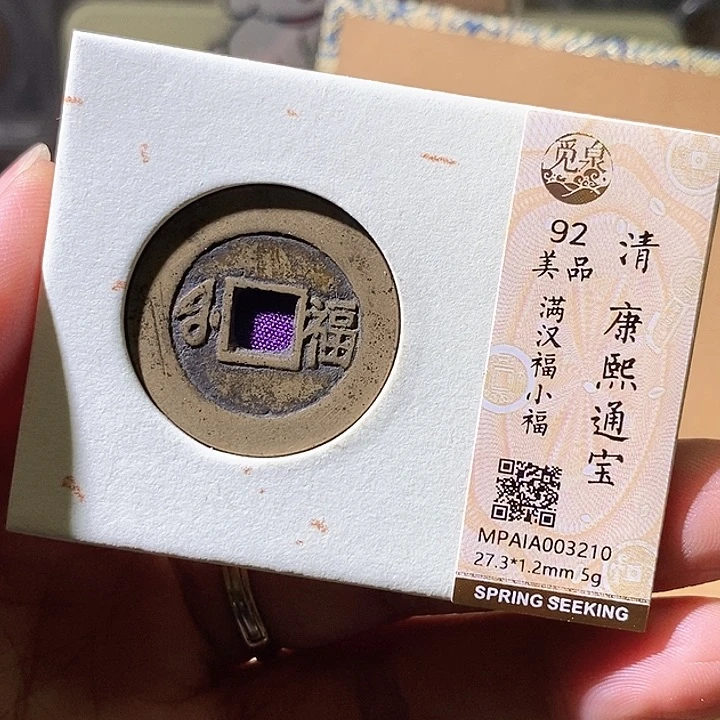 福
觅泉
92
美品
清 康熙通宝
满汉福小福
MPAIA003210
27.3*1.2mm 5g
SPRING SEEKING